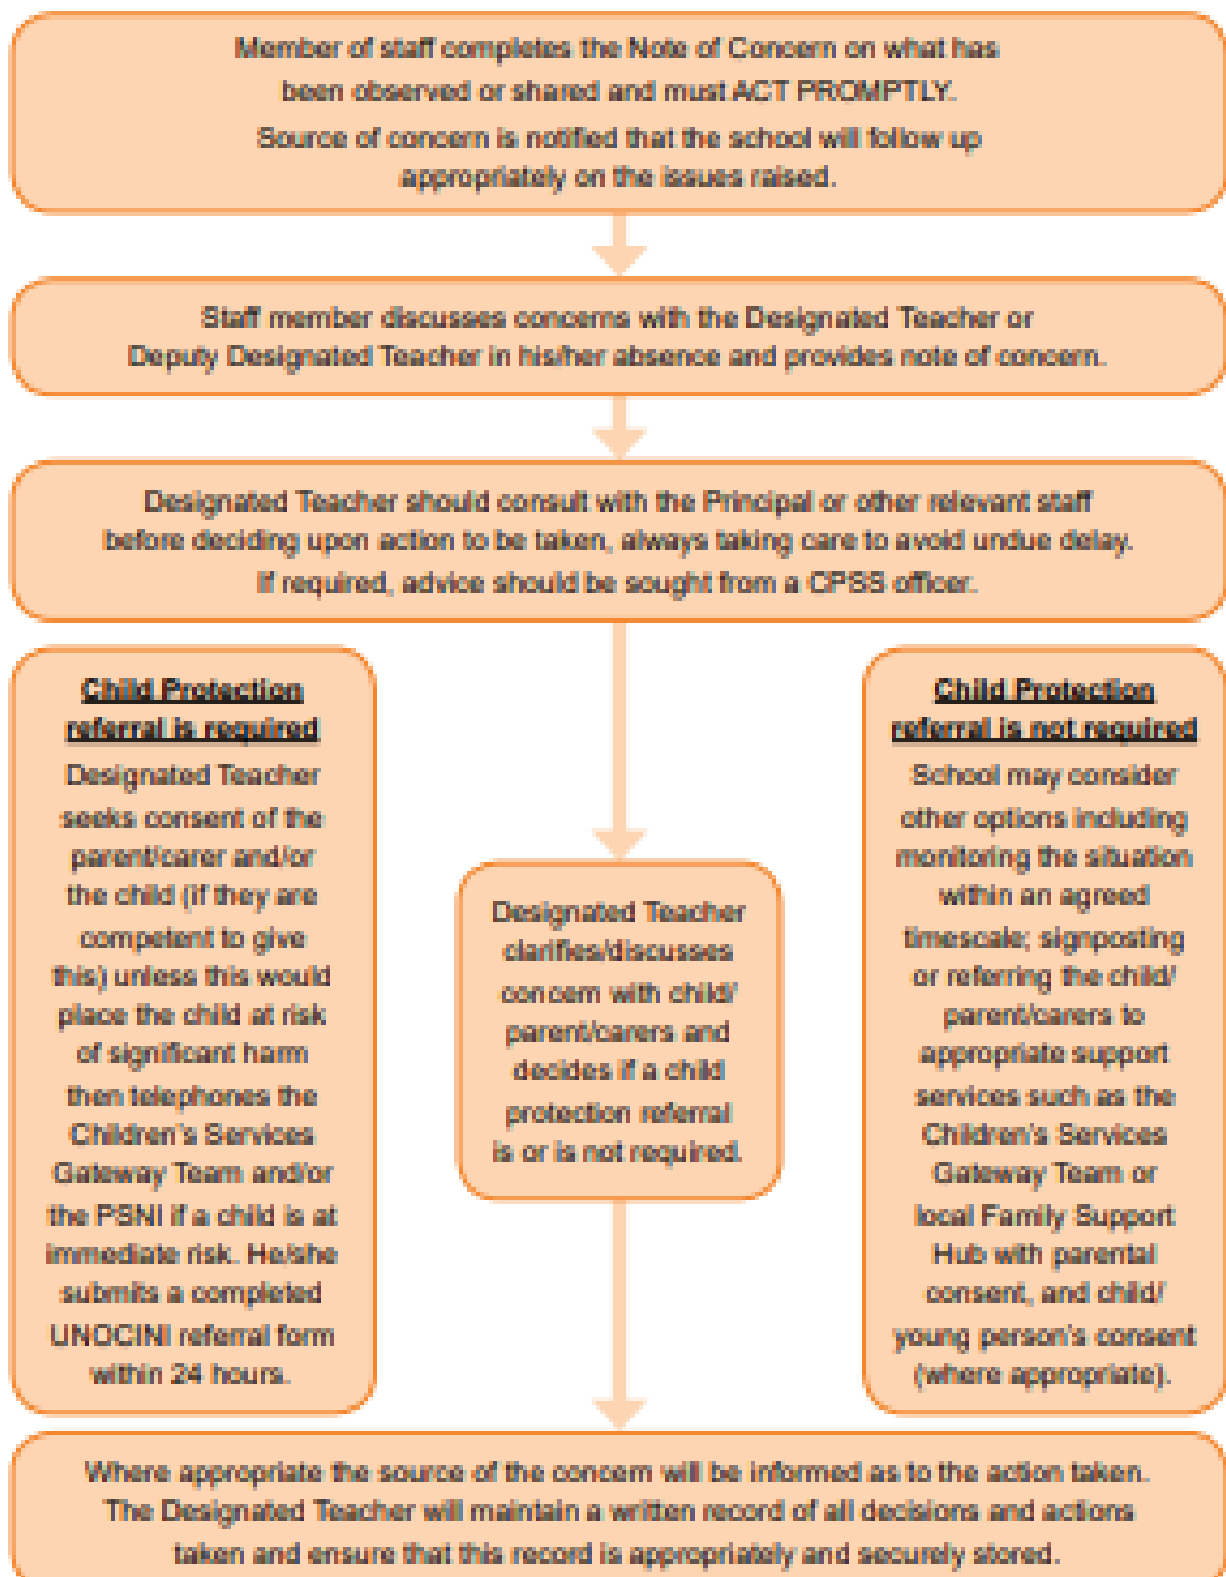 Member of staff completes the Note of Concern on what has
been observed or shared and must ACT PROMPTLY.
Source of concern is notified that the school will follow up
appropriately on the issues raised.
Staff member discusses concerns with the Designated Teacher or
Deputy Designated Teacher in his/her absence and provides note of concern.
Designated Teacher should consult with the Principal or other relevant staff
before deciding upon action to be taken, always taking care to avoid undue delay.
If required, advice should be sought from a CPSS officer.
Child Protection
referral is required
Designated Teacher
seeks consent of the
parent/carer and/or
the child (if they are
competent to give
this) unless this would
place the child at risk
of significant harm
then telephones the
Children's Services
Gateway Team and/or
the PSNI if a child is at
immediate risk. He/she
submits a completed
UNOCINI referral form
within 24 hours.
Designated Teacher
clarifies/discusses
concern with child/
parent/carers and
decides if a child
protection referral
is or is not required.
Child Protection
referral is not required
School may consider
other options including
monitoring the situation
within an agreed
timescale; signposting
or referring the child/
parent/carers to
appropriate support
services such as the
Children's Services
Gateway Team or
local Family Support
Hub with parental
consent, and child/
young person's consent
(where appropriate).
Where appropriate the source of the concern will be informed as to the action taken.
The Designated Teacher will maintain a written record of all decisions and actions
taken and ensure that this record is appropriately and securely stored.